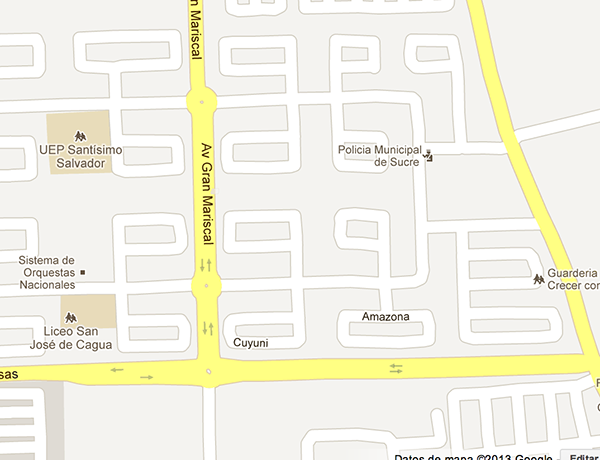 n Mariscal
UEP Santísimo
Salvador
Policia Municipal
de Sucre
Av Gran Mariscal
Sistema de
Orquestas
Nacionales
Guarderia
Crecer con
Liceo San
José de Cagua
Cuyuni
Amazona
sas
Datos de mapa ©2013 Google -
Editar